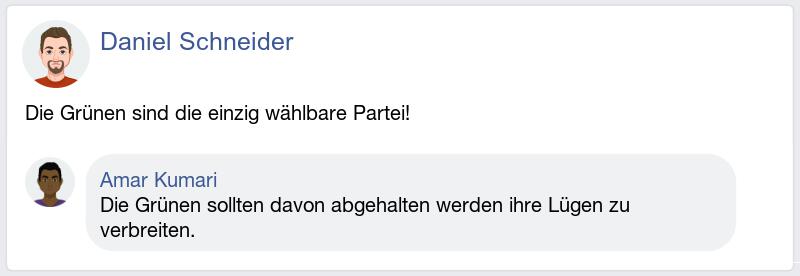 Daniel Schneider
Die Grünen sind die einzig wählbare Partei!
Amar Kumari
Die Grünen sollten davon abgehalten werden ihre Lügen zu
verbreiten.